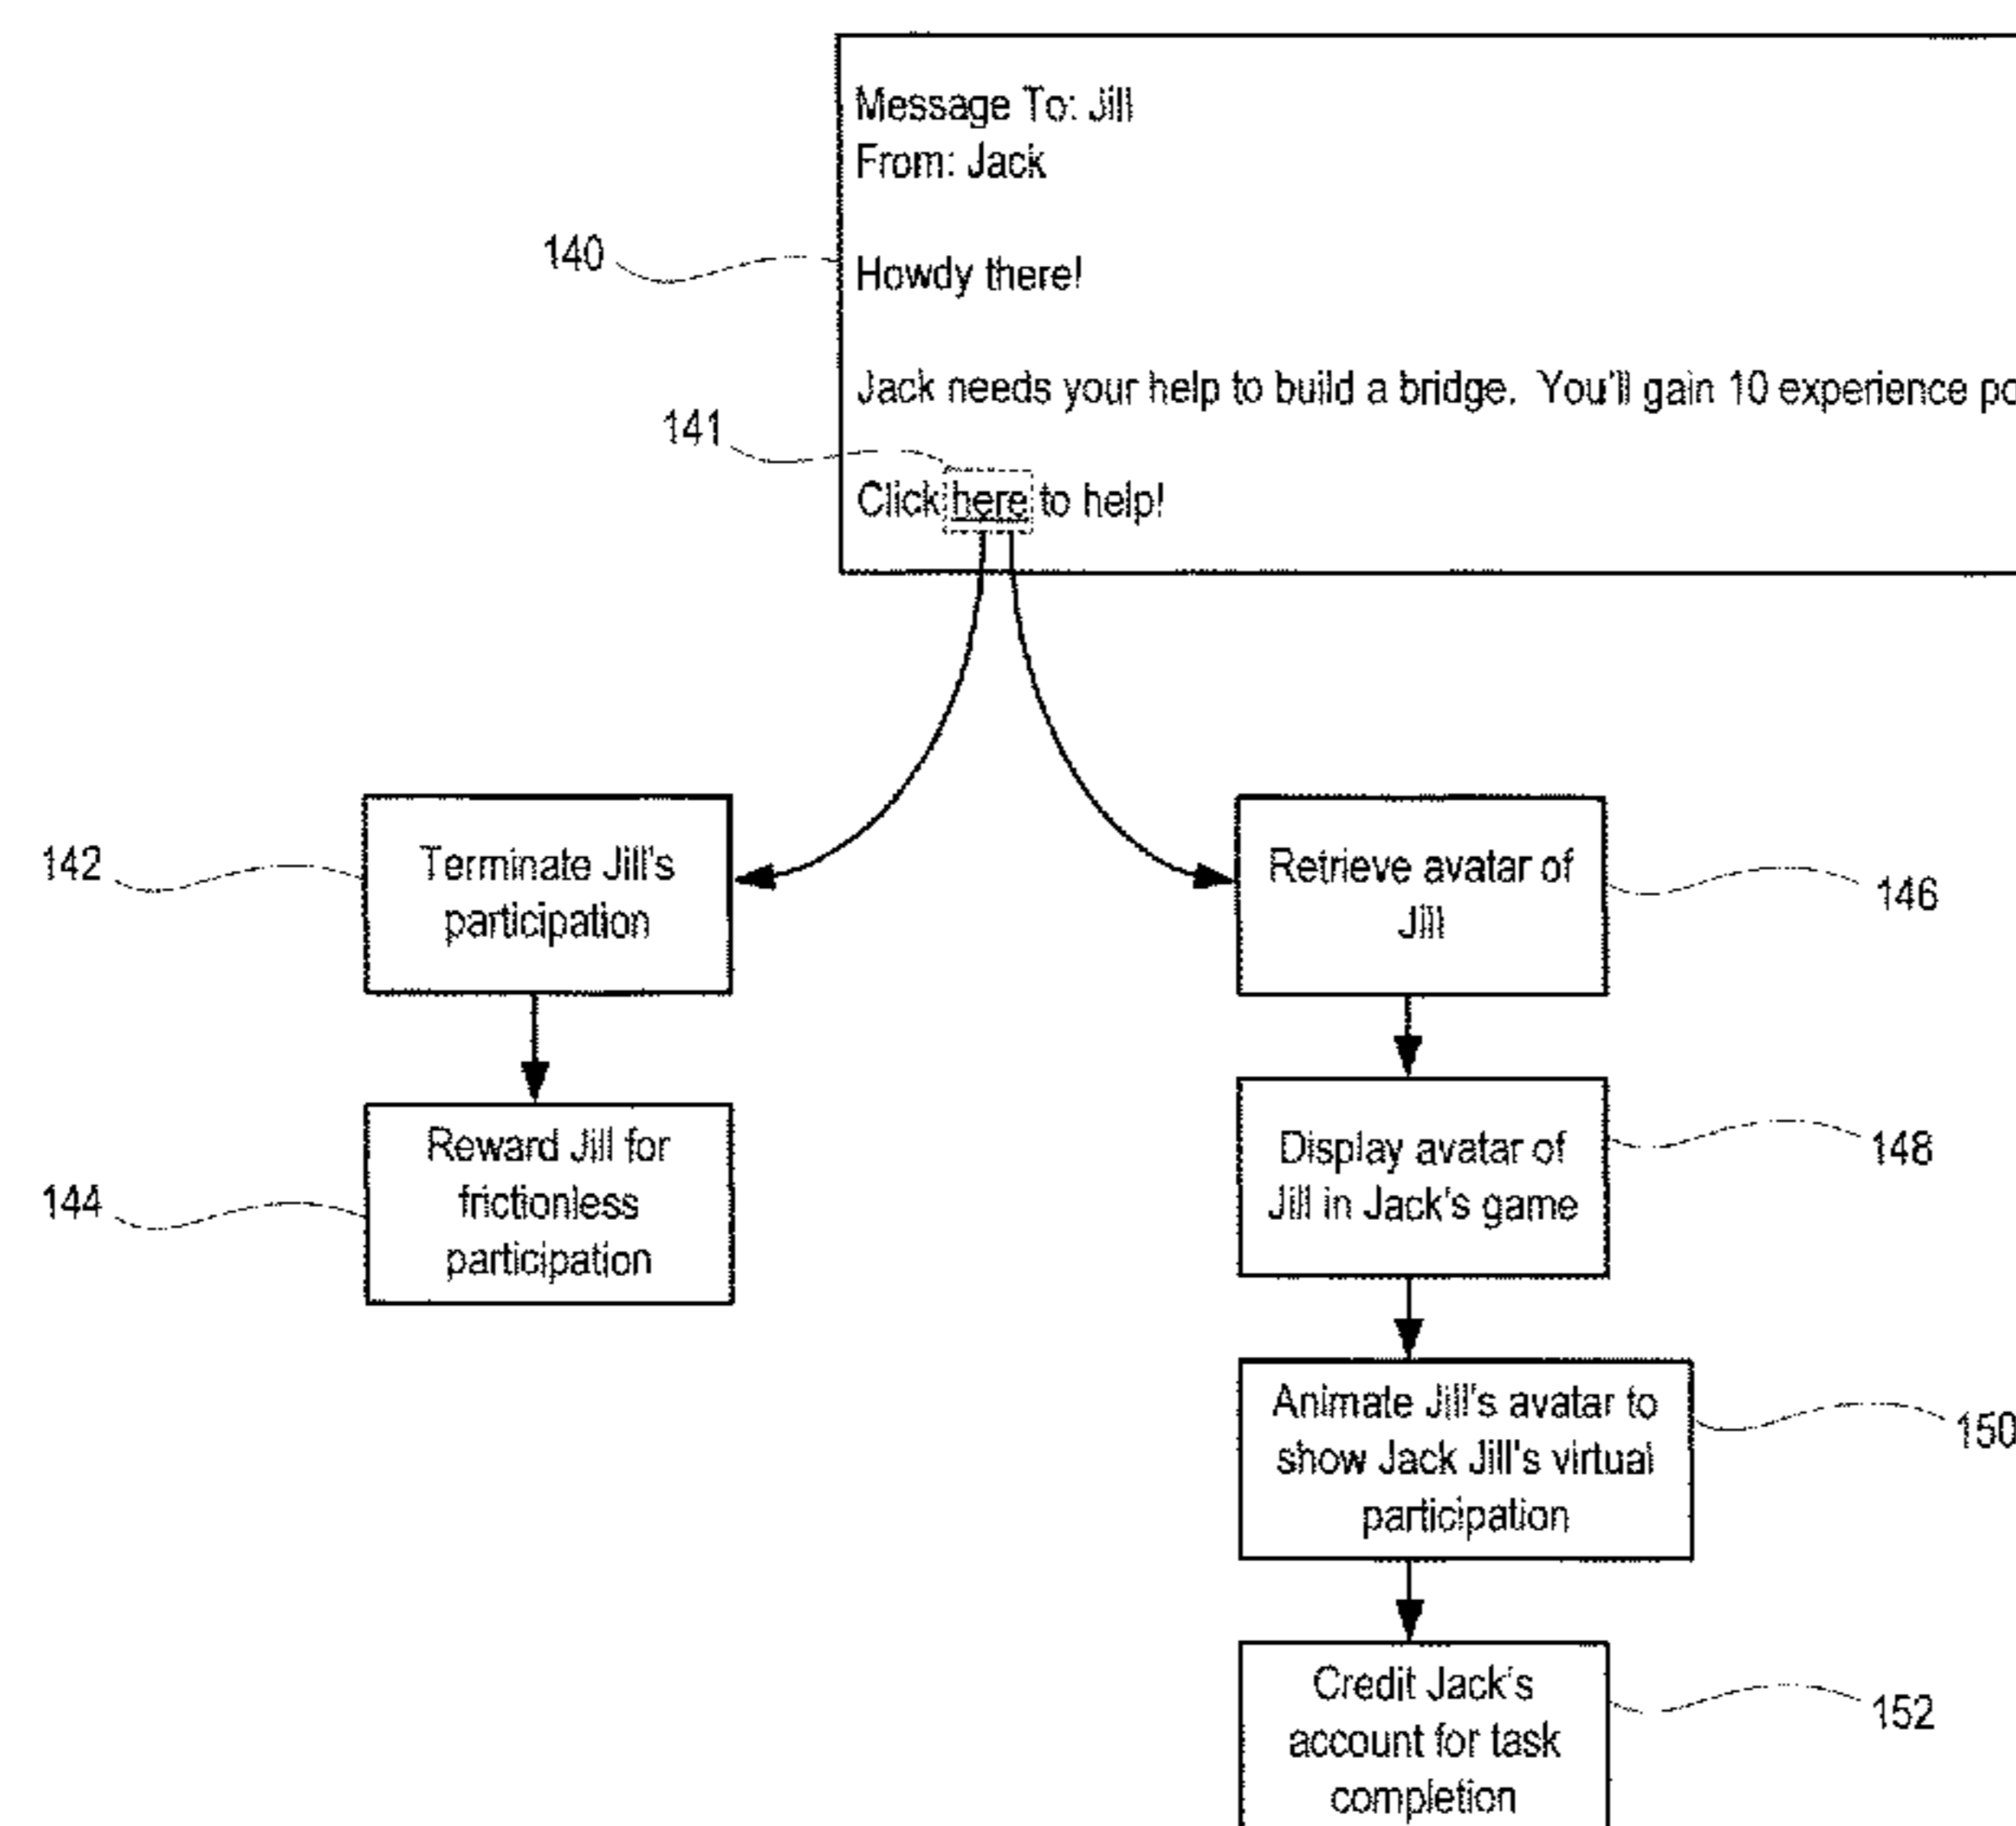 Message To: Jill
From: Jack
140
Howdy there!
Jack needs your help to build a bridge. You'll gain 10 experience po
141
Click here to help!
142
Terminate Jill's
participation
Retrieve avatar of
Jill
146
144
Reward Jill for
frictionless
participation
Display avatar of
Jill in Jack's game
148
Animate Jill's avatar to
show Jack Jill's virtual
participation
150
Credit Jack's
account for task
completion
152